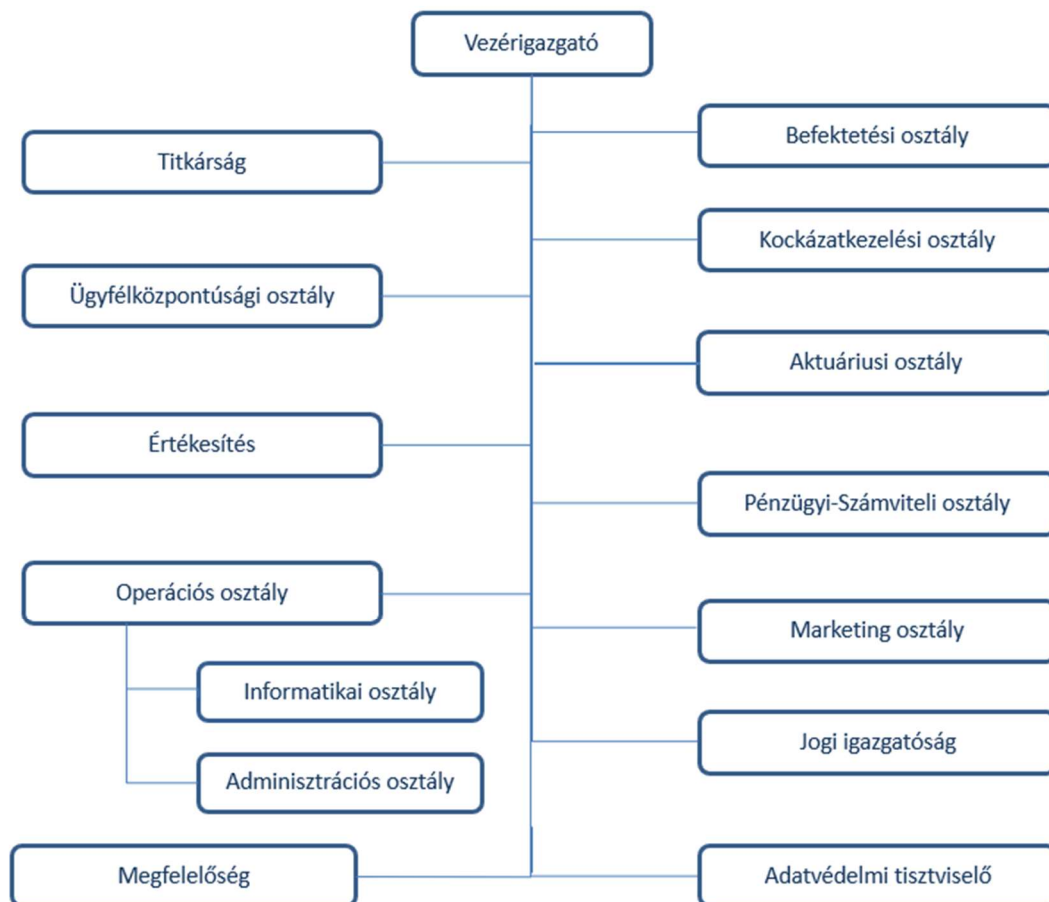 Vezérigazgató
Titkárság
Befektetési osztály
Kockázatkezelési osztály
Ügyfélközpontúsági osztály
Aktuáriusi osztály
Értékesítés
Pénzügyi-Számviteli osztály
Operációs osztály
Marketing osztály
Informatikai osztály
Jogi igazgatóság
Adminisztrációs osztály
Megfelelőség
Adatvédelmi tisztviselő